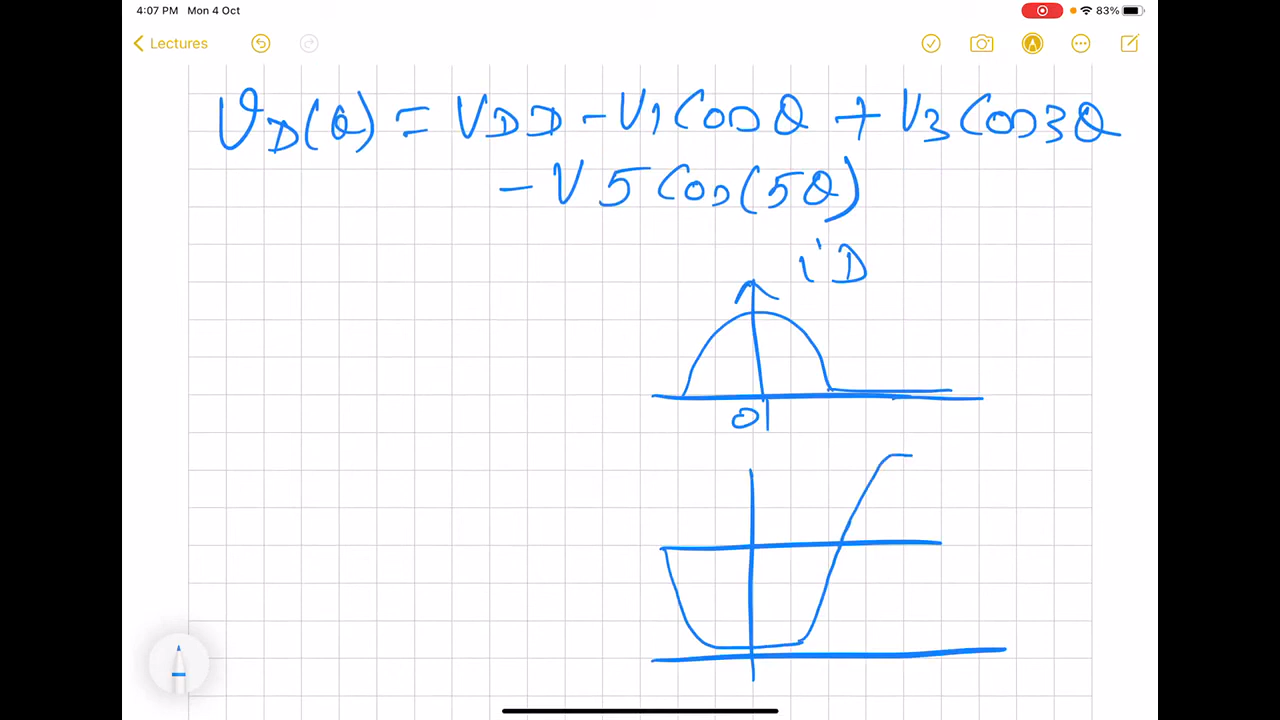 4:07 PM Mon 4 Oct
83%
Lectures
VD(θ) = VDD - V1 Cos θ + V3 Cos 3θ
- V5 Cos(5θ)
iD
0